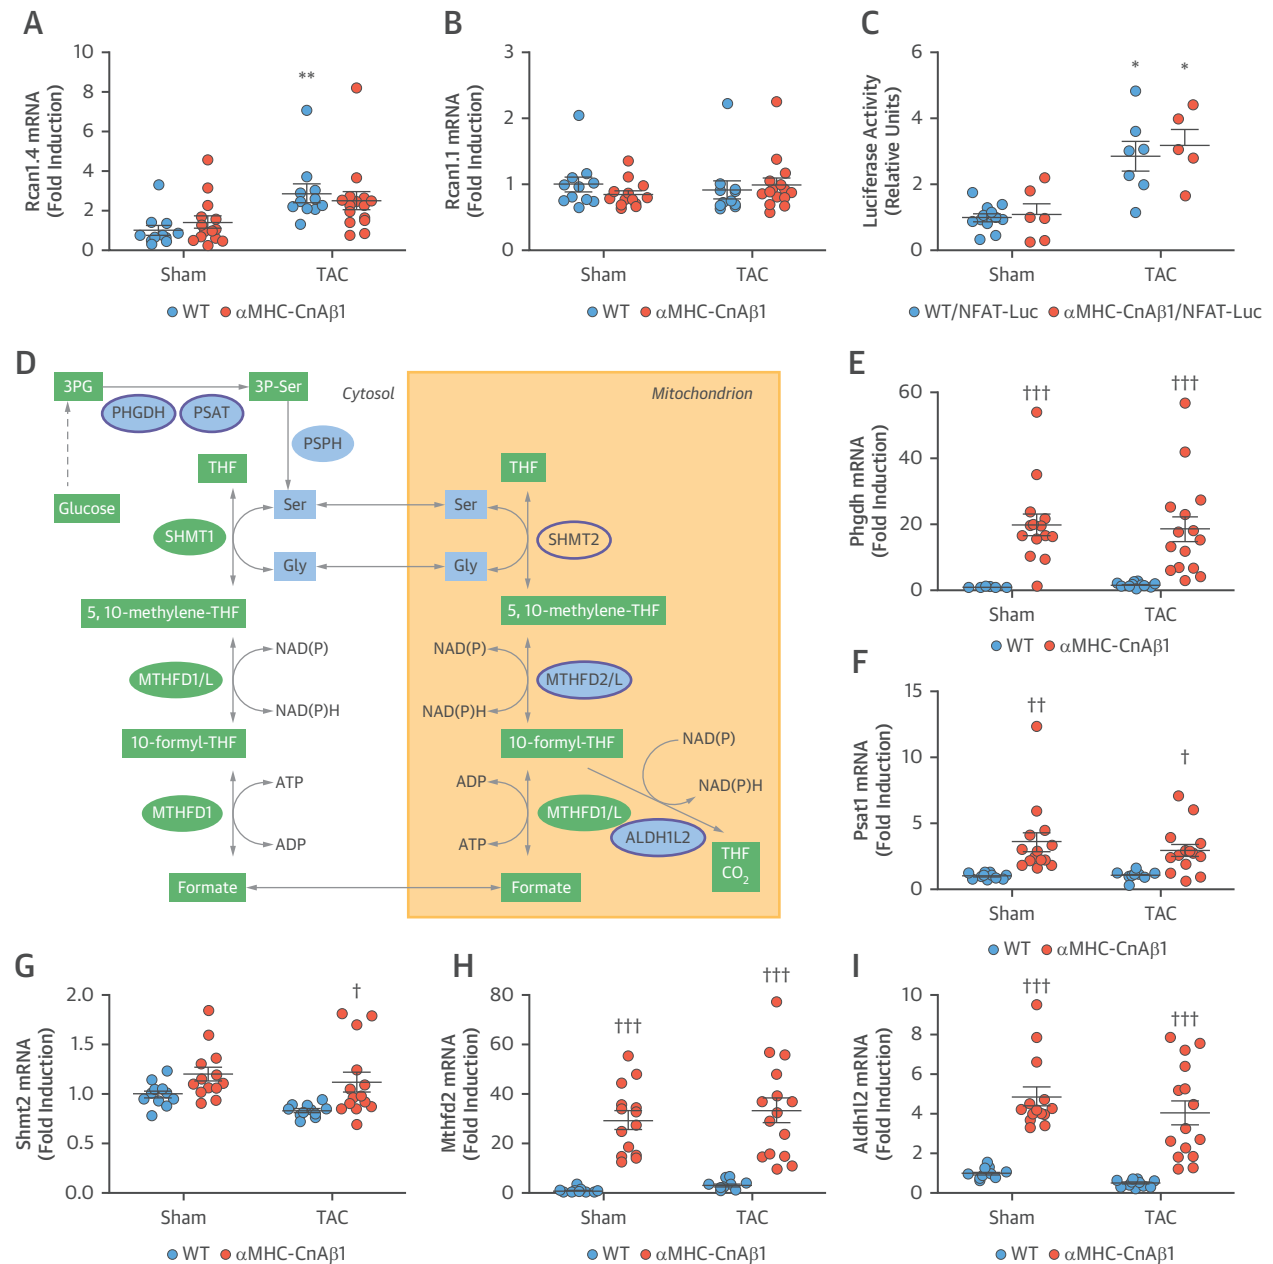 A
Rcan1.4 mRNA
(Fold Induction)
10
8
6
4
2
0
**
Sham
TAC
WT
αMHC-CnAβ1
B
Rcan1.1 mRNA
(Fold Induction)
3
2
1
0
Sham
TAC
WT
αMHC-CnAβ1
C
Luciferase Activity
(Relative Units)
6
4
2
0
*
*
Sham
TAC
WT/NFAT-Luc
αMHC-CnAβ1/NFAT-Luc
D
3PG
3P-Ser
Cytosol
Mitochondrion
PHGDH
PSAT
PSPH
THF
THF
Glucose
Ser
Ser
SHMT1
SHMT2
Gly
Gly
5, 10-methylene-THF
5, 10-methylene-THF
NAD(P)
NAD(P)
MTHFD1/L
MTHFD2/L
NAD(P)H
NAD(P)H
10-formyl-THF
10-formyl-THF
NAD(P)
NAD(P)H
ATP
ADP
MTHFD1
MTHFD1/L
ALDH1L2
ADP
ATP
THF
CO2
Formate
Formate
E
Phgdh mRNA
(Fold Induction)
60
40
20
0
†††
†††
Sham
TAC
WT
αMHC-CnAβ1
F
Psat1 mRNA
(Fold Induction)
15
10
5
0
††
†
Sham
TAC
WT
αMHC-CnAβ1
G
Shmt2 mRNA
(Fold Induction)
2.0
1.5
1.0
0.5
0.0
†
Sham
TAC
WT
αMHC-CnAβ1
H
Mthfd2 mRNA
(Fold Induction)
80
60
40
20
0
†††
†††
Sham
TAC
WT
αMHC-CnAβ1
I
Aldh1l2 mRNA
(Fold Induction)
10
8
6
4
2
0
†††
†††
Sham
TAC
WT
αMHC-CnAβ1